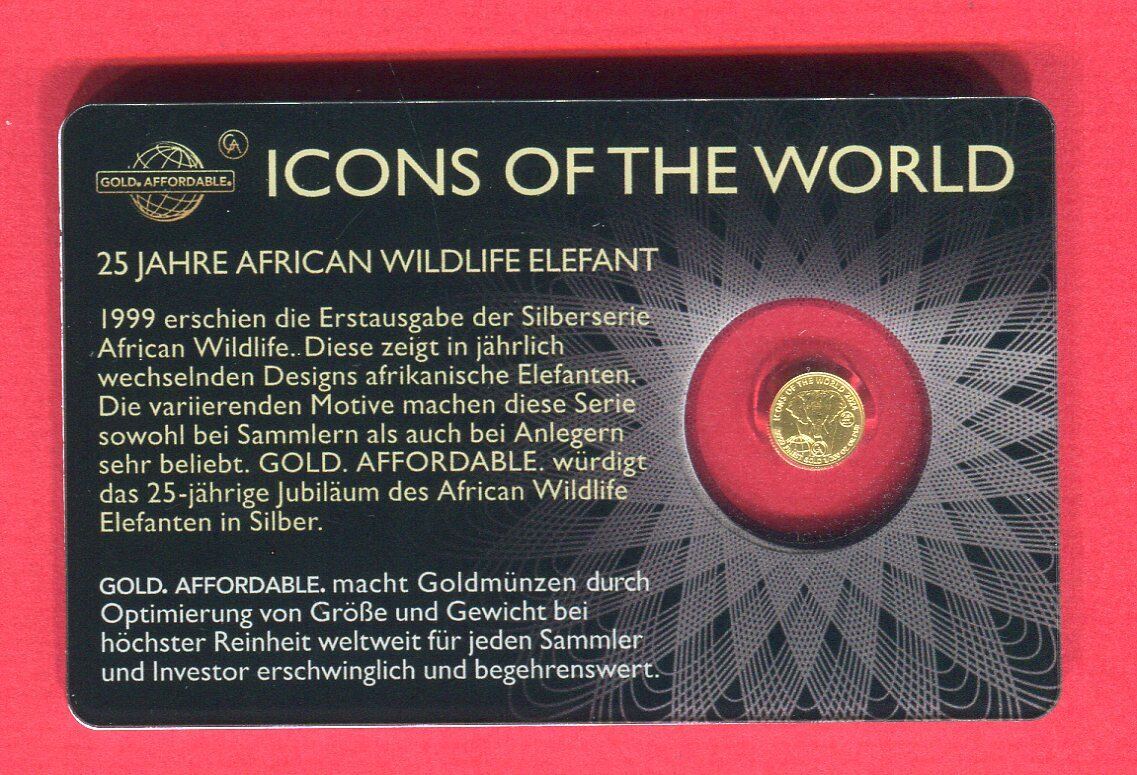 GA
GOLD. AFFORDABLE.
ICONS OF THE WORLD
25 JAHRE AFRICAN WILDLIFE ELEFANT
1999 erschien die Erstausgabe der Silberserie
African Wildlife. Diese zeigt in jährlich
wechselnden Designs afrikanische Elefanten.
Die variierenden Motive machen diese Serie
sowohl bei Sammlern als auch bei Anlegern
sehr beliebt. GOLD. AFFORDABLE. würdigt
das 25-jährige Jubiläum des African Wildlife
Elefanten in Silber.
GOLD. AFFORDABLE. macht Goldmünzen durch
Optimierung von Größe und Gewicht bei
höchster Reinheit weltweit für jeden Sammler
und Investor erschwinglich und begehrenswert.
ICONS OF THE WORLD 2024